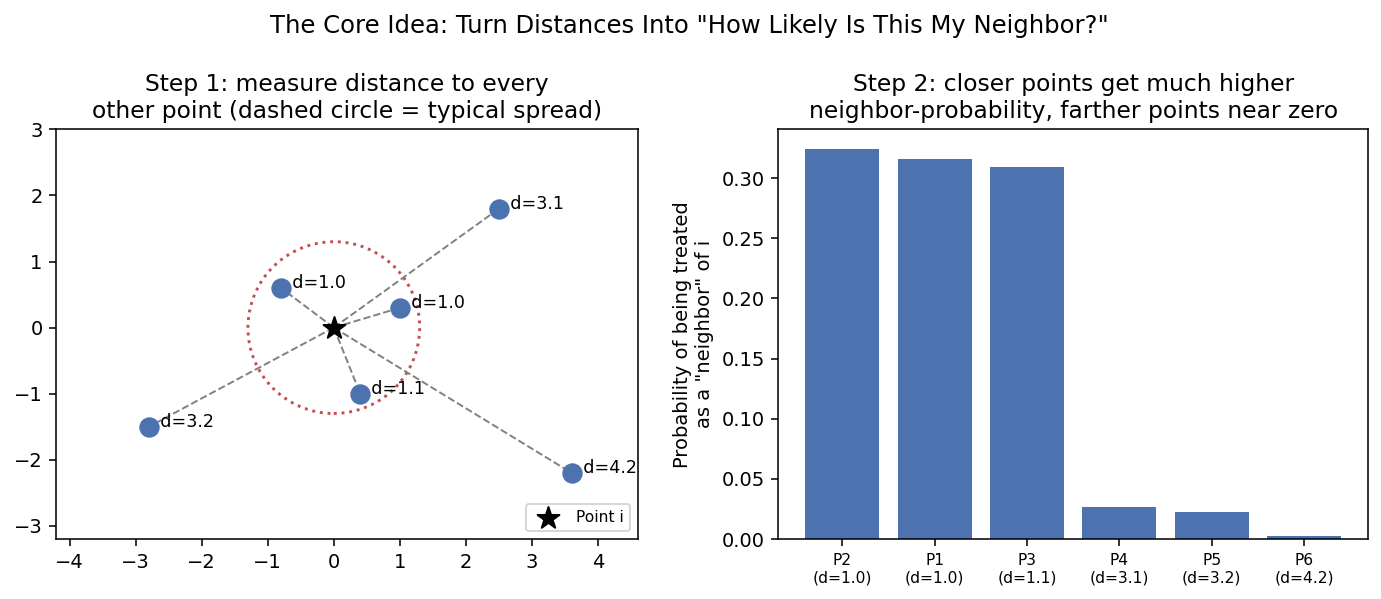 The Core Idea: Turn Distances Into "How Likely Is This My Neighbor?"
Step 1: measure distance to every
other point (dashed circle = typical spread)
3
2
1
0
−1
−2
−3
d=3.1
d=1.0
d=1.0
d=1.1
d=3.2
d=4.2
Point i
−4
−3
−2
−1
0
1
2
3
4
Step 2: closer points get much higher
neighbor-probability, farther points near zero
Probability of being treated
as a "neighbor" of i
0.30
0.25
0.20
0.15
0.10
0.05
0.00
P2
(d=1.0)
P1
(d=1.0)
P3
(d=1.1)
P4
(d=3.1)
P5
(d=3.2)
P6
(d=4.2)